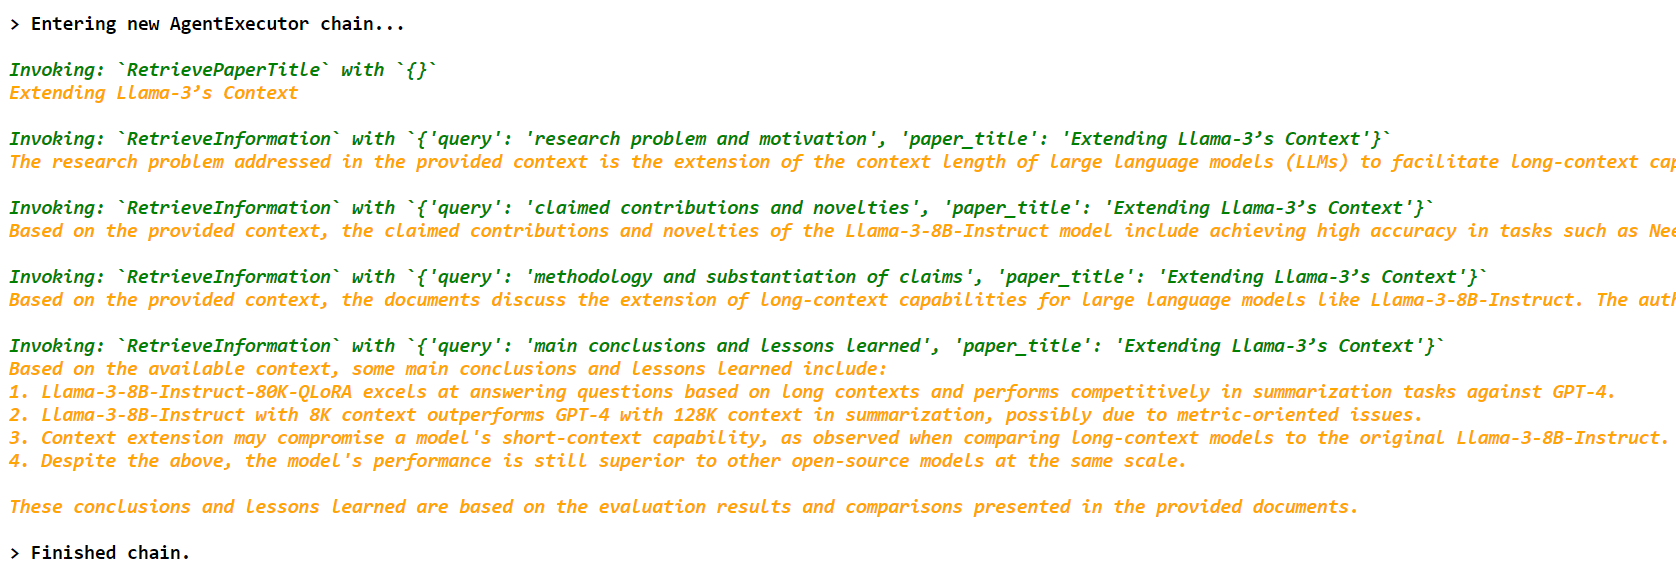 > Entering new AgentExecutor chain...
Invoking: `RetrievePaperTitle` with `{}`
Extending Llama-3’s Context
Invoking: `RetrieveInformation` with `{'query': 'research problem and motivation', 'paper_title': 'Extending Llama-3’s Context'}`
The research problem addressed in the provided context is the extension of the context length of large language models (LLMs) to facilitate long-context
Invoking: `RetrieveInformation` with `{'query': 'claimed contributions and novelties', 'paper_title': 'Extending Llama-3’s Context'}`
Based on the provided context, the claimed contributions and novelties of the Llama-3-8B-Instruct model include achieving high accuracy in tasks such as
Invoking: `RetrieveInformation` with `{'query': 'methodology and substantiation of claims', 'paper_title': 'Extending Llama-3’s Context'}`
Based on the provided context, the documents discuss the extension of long-context capabilities for large language models like Llama-3-8B-Instruct. The
Invoking: `RetrieveInformation` with `{'query': 'main conclusions and lessons learned', 'paper_title': 'Extending Llama-3’s Context'}`
Based on the available context, some main conclusions and lessons learned include:
1. Llama-3-8B-Instruct-80K-QLoRA excels at answering questions based on long contexts and performs competitively in summarization tasks against GPT-4.
2. Llama-3-8B-Instruct with 8K context outperforms GPT-4 with 128K context in summarization, possibly due to metric-oriented issues.
3. Context extension may compromise a model's short-context capability, as observed when comparing long-context models to the original Llama-3-8B-Instruct.
4. Despite the above, the model's performance is still superior to other open-source models at the same scale.
These conclusions and lessons learned are based on the evaluation results and comparisons presented in the provided documents.
> Finished chain.